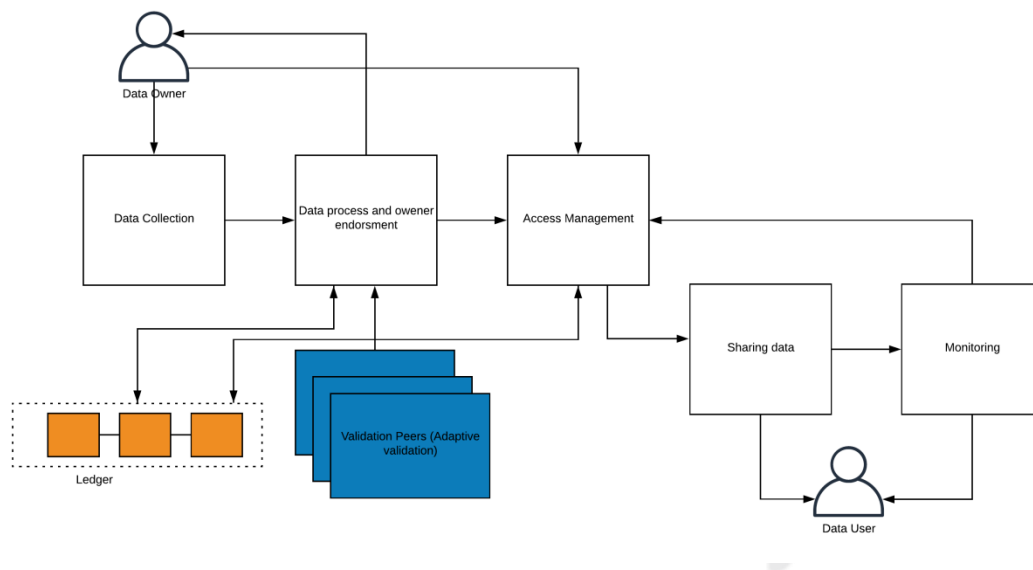 Data Owner
Data Collection
Data process and owener
endorsment
Access Management
Sharing data
Monitoring
Validation Peers (Adaptive
validation)
Ledger
Data User